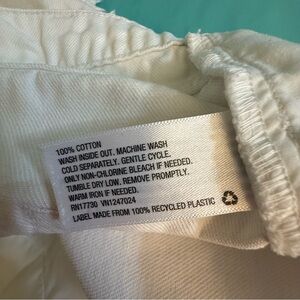 100% COTTON
WASH INSIDE OUT. MACHINE WASH
COLD SEPARATELY. GENTLE CYCLE.
ONLY NON-CHLORINE BLEACH IF NEEDED.
TUMBLE DRY LOW. REMOVE PROMPTLY.
WARM IRON IF NEEDED.
RN17730 VN1247024
LABEL MADE FROM 100% RECYCLED PLASTIC